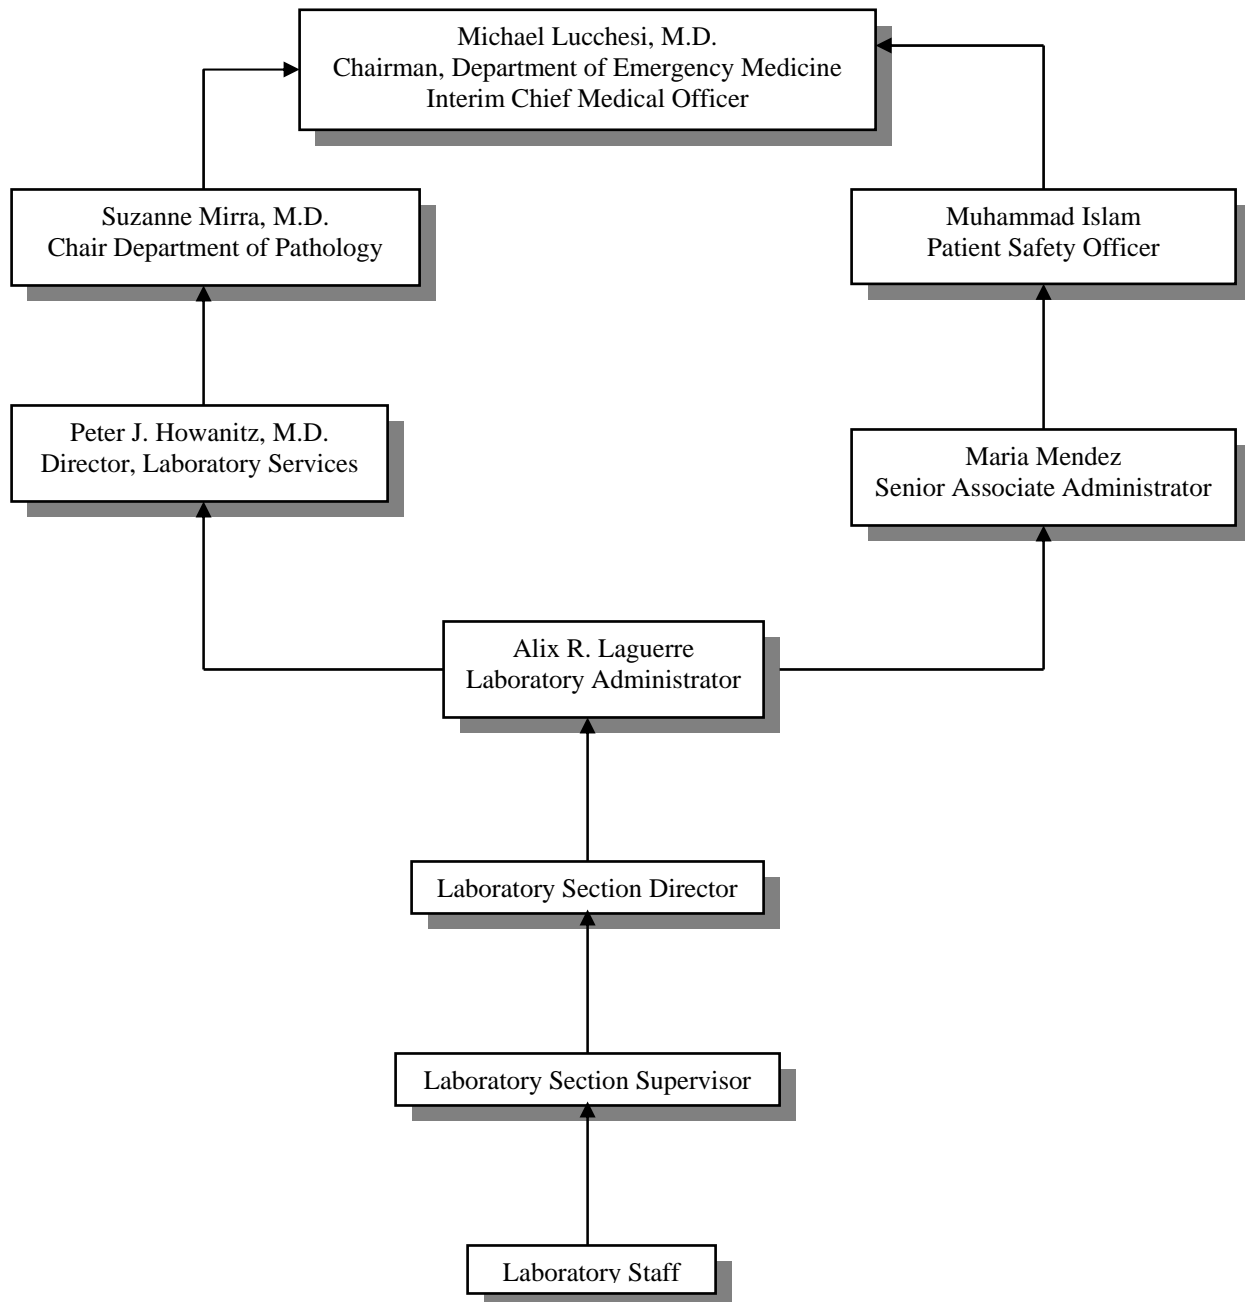 Michael Lucchesi, M.D.
Chairman, Department of Emergency Medicine
Interim Chief Medical Officer
Suzanne Mirra, M.D.
Chair Department of Pathology
Muhammad Islam
Patient Safety Officer
Peter J. Howanitz, M.D.
Director, Laboratory Services
Maria Mendez
Senior Associate Administrator
Alix R. Laguerre
Laboratory Administrator
Laboratory Section Director
Laboratory Section Supervisor
Laboratory Staff